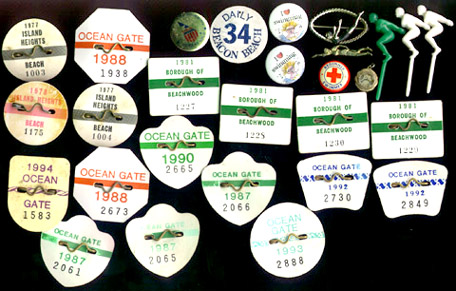 1977
ISLAND
HEIGHTS
BEACH
1003
OCEAN GATE
1988
1938
DAILY
34
BEACON BEACH
I ♥
I ♥
1981
BOROUGH OF
BEACHWOOD
1227
1981
BOROUGH OF
BEACHWOOD
1228
1981
BOROUGH OF
BEACHWOOD
1230
1981
BOROUGH OF
BEACHWOOD
1229
1976
ISLAND HEIGHTS
BEACH
1175
1977
ISLAND
HEIGHTS
BEACH
1004
OCEAN GATE
1990
2665
1994
OCEAN
GATE
1583
OCEAN GATE
1988
2673
OCEAN GATE
1987
2066
OCEAN GATE
1992
2730
OCEAN GATE
1992
2849
OCEAN GATE
1987
2061
OCEAN GATE
1987
2065
OCEAN GATE
1993
2888